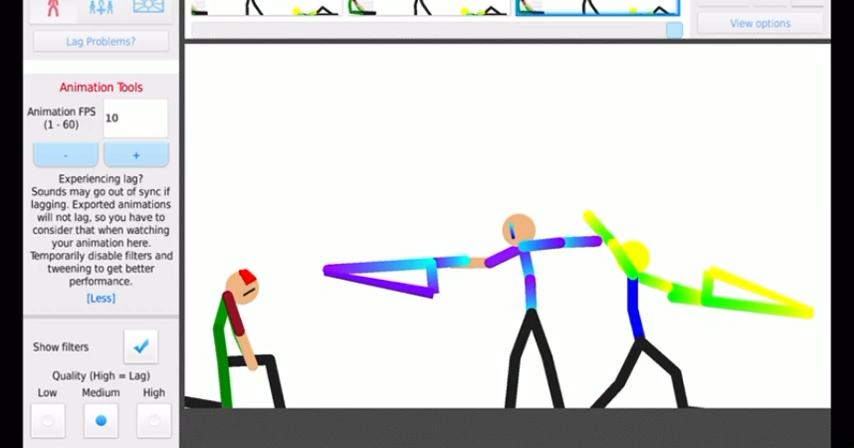 View options
Lag Problems?
Animation Tools
Animation FPS
(1 - 60)
10
- +
Experiencing lag?
Sounds may go out of sync if
lagging. Exported animations
will not lag, so you have to
consider that when watching
your animation here.
Temporarily disable filters and
tweening to get better
performance.
[Less]
Show filters
Quality (High = Lag)
Low Medium High